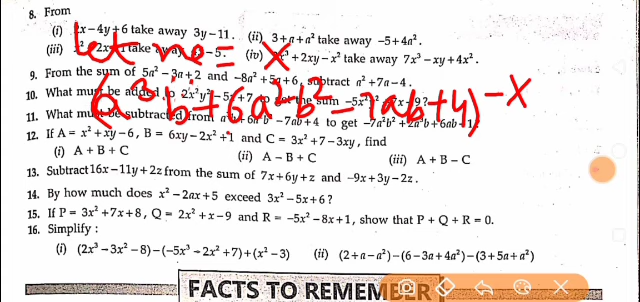 8. From
(i) 2x−4y+6 take away 3y−11. (ii) 3+a+a² take away −5+4a².
(iii) take away −5. (iv) +2xy−x² take away 7x³−xy+4x².
let no = x
9. From the sum of 5a²−3a+2 and −8a²+5a+6, subtract a²+7a−4.
10. What must be added to 2x²y²−5 +7 to get the sum −5x²
(a³b+6a²b²−7ab+4)−x
11. What must be subtracted from −7ab+4 to get −7a²b²+2a²b+6ab−1
12. If A = x²+xy−6, B = 6xy−2x²+1 and C = 3x²+7−3xy, find
(i) A+B+C (ii) A−B+C (iii) A+B−C
13. Subtract 16x−11y+2z from the sum of 7x+6y+z and −9x+3y−2z.
14. By how much does x²−2ax+5 exceed 3x²−5x+6?
15. If P = 3x²+7x+8, Q = 2x²+x−9 and R = −5x²−8x+1, show that P+Q+R = 0.
16. Simplify :
(i) (2x³−3x²−8)−(−5x³−2x²+7)+(x²−3) (ii) (2+a−a²)−(6−3a+4a²)−(3+5a+a²)
FACTS TO REMEMBER